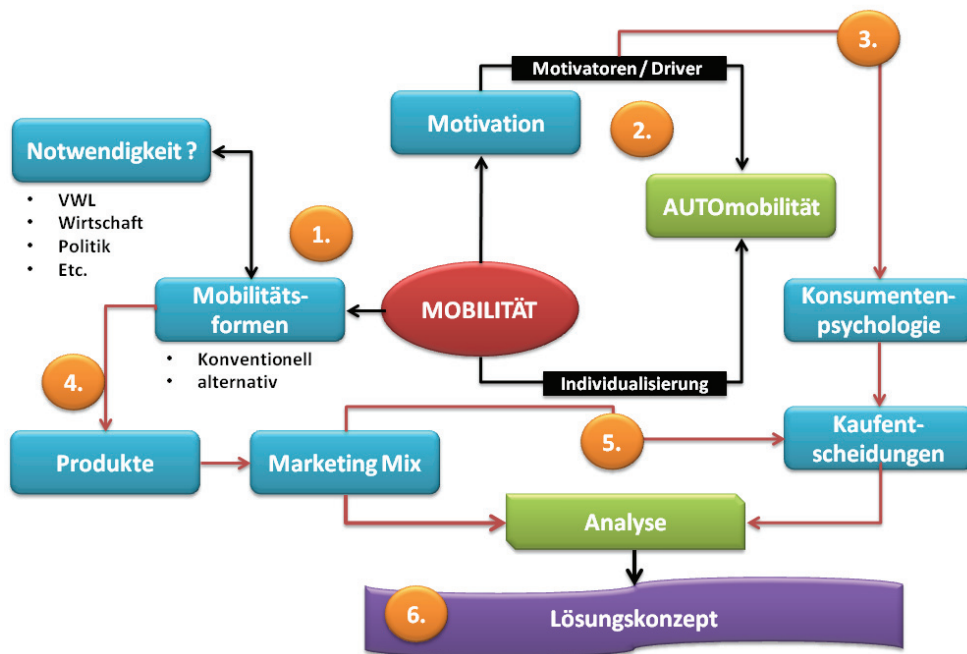 3.
Motivatoren / Driver
Motivation
2.
Notwendigkeit ?
• VWL
• Wirtschaft
• Politik
• Etc.
AUTOmobilität
1.
Mobilitäts-
formen
• Konventionell
• alternativ
MOBILITÄT
Konsumenten-
psychologie
4.
Individualisierung
5.
Produkte
Marketing Mix
Kaufent-
scheidungen
Analyse
6.
Lösungskonzept